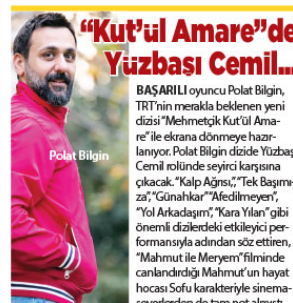 “Kut’ül Amare”de
Yüzbaşı Cemil...
BAŞARILI oyuncu Polat Bilgin,
TRT’nin merakla beklenen yeni
dizisi “Mehmetçik Kut’ül Ama-
re” ile ekrana dönmeye hazır-
lanıyor. Polat Bilgin dizide Yüzbaş
Cemil rolünde seyirci karşısına
çıkacak. “Kalp Ağrısı”, “Tek Başımı-
za”, “Günahkar” “Afedilmeyen”,
“Yol Arkadaşım”, “Kara Yılan” gibi
önemli dizilerdeki etkileyici per-
formansıyla adından söz ettiren,
“Mahmut ile Meryem” filminde
canlandırdığı Mahmut’un hayat
hocası Sofu karakteriyle sinema-
Polat Bilgin